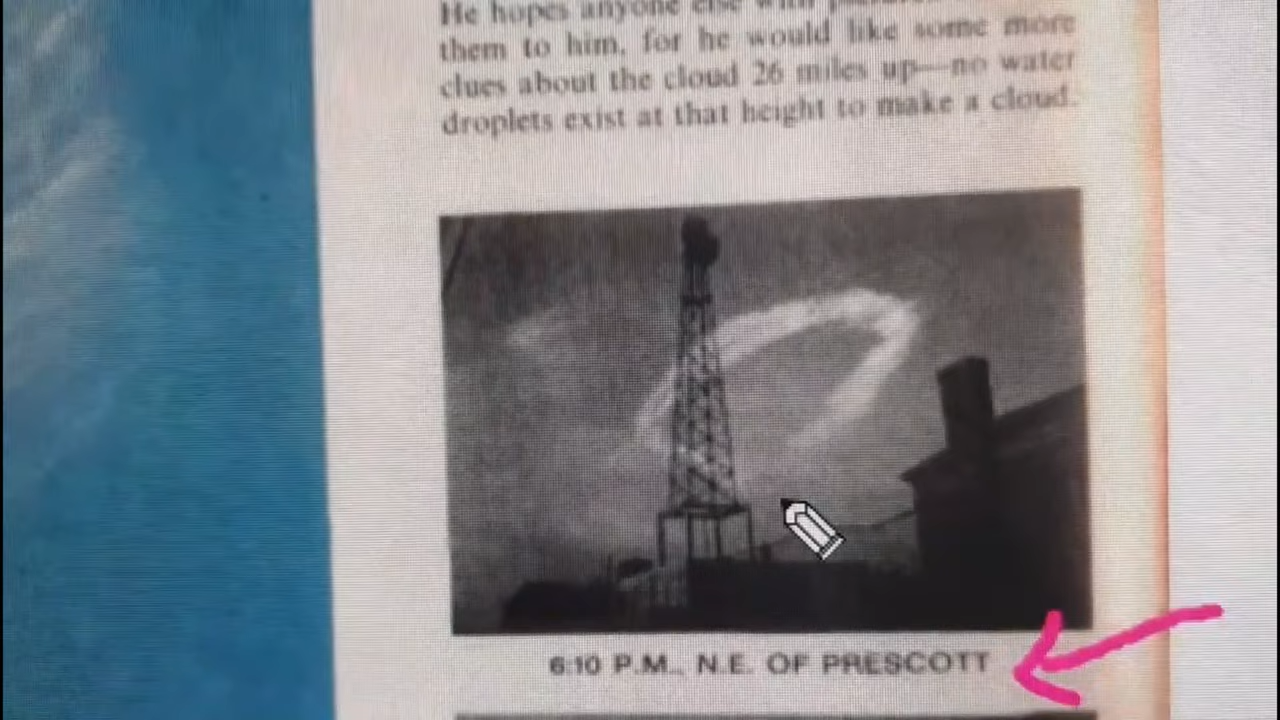 He hopes anyone else with
them to him, for he would like some more
clues about the cloud 26 miles up—no water
droplets exist at that height to make a cloud.
6:10 P.M., N.E. OF PRESCOTT